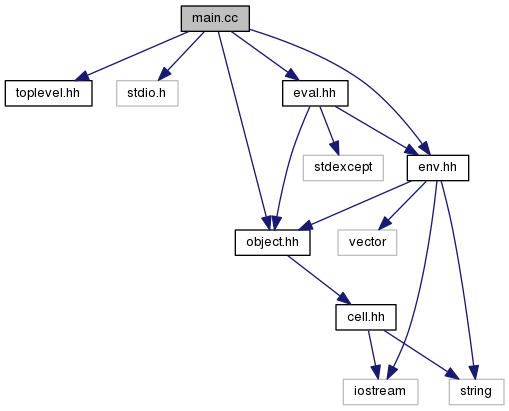 main.cc
toplevel.hh
stdio.h
eval.hh
stdexcept
env.hh
object.hh
vector
cell.hh
iostream
string